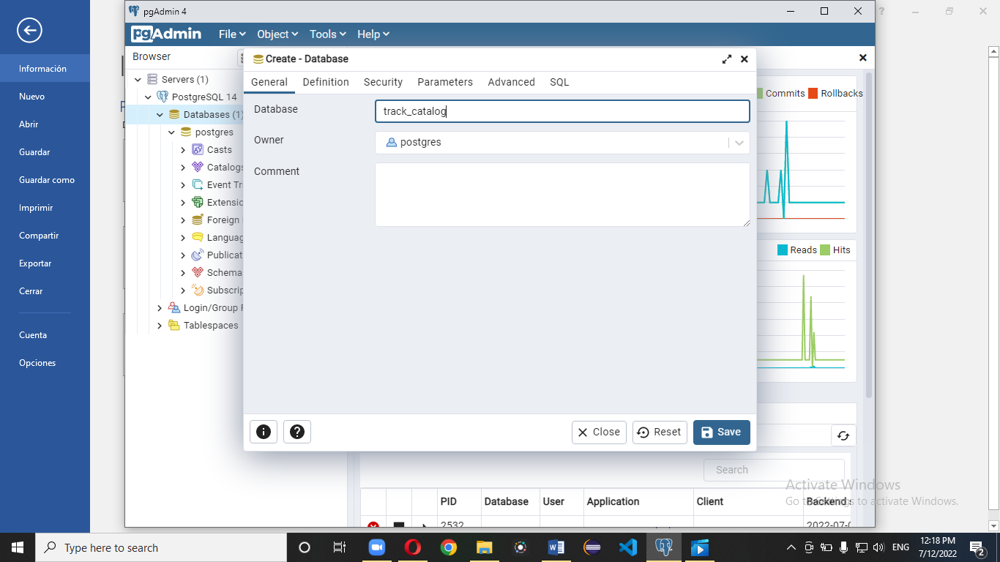 pgAdmin 4
pgAdmin
File
Object
Tools
Help
Información
Nuevo
Abrir
Guardar
Guardar como
Imprimir
Compartir
Exportar
Cerrar
Cuenta
Opciones
Browser
Servers (1)
PostgreSQL 14
Databases (1)
postgres
Casts
Catalogs
Event Tr
Extensio
Foreign
Languag
Publicat
Schema
Subscrip
Login/Group
Tablespaces
Create - Database
General
Definition
Security
Parameters
Advanced
SQL
Database
track_catalog
Owner
postgres
Comment
Close
Reset
Save
Commits
Rollbacks
Reads
Hits
Search
PID
Database
User
Application
Client
Backend
2532
2022-07-
Activate Windows
Go to Settings to activate Windows.
Type here to search
ENG
12:18 PM
7/12/2022
2